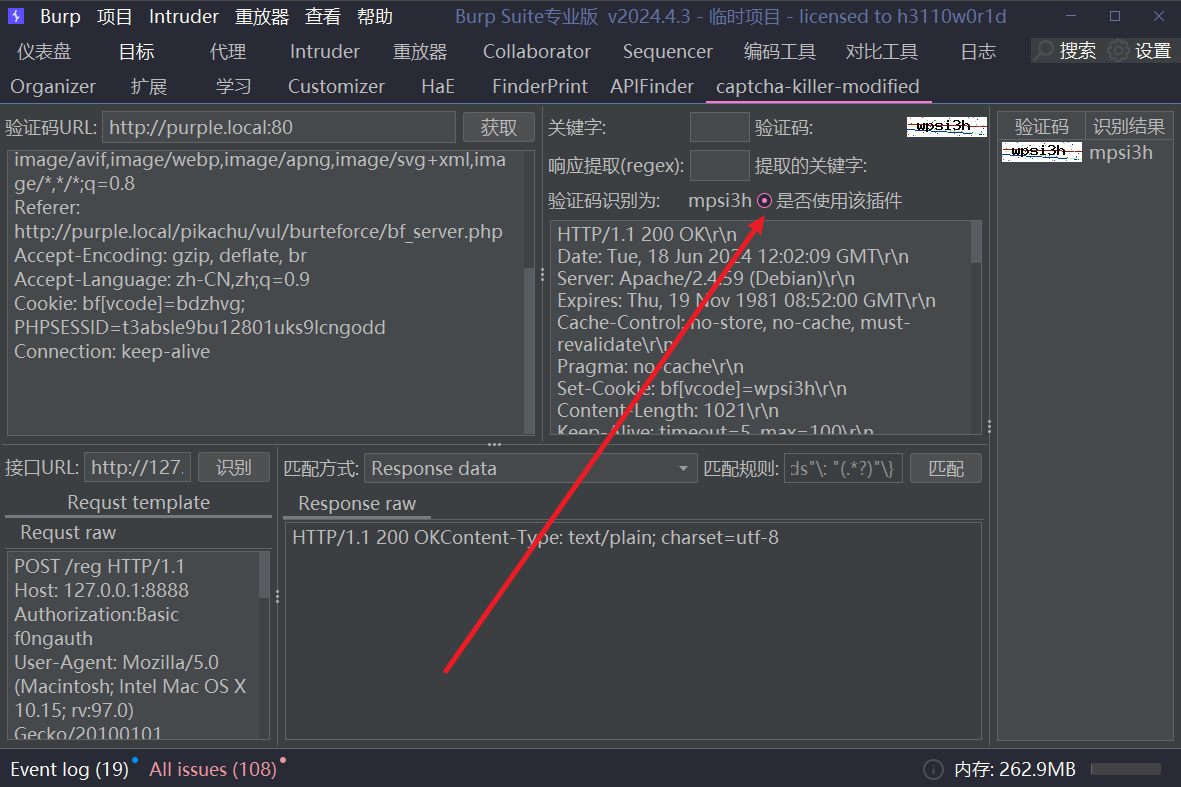 Burp 项目 Intruder 重放器 查看 帮助 Burp Suite专业版 v2024.4.3 - 临时项目 - licensed to h3110w0r1d
仪表盘 目标 代理 Intruder 重放器 Collaborator Sequencer 编码工具 对比工具 日志 搜索 设置
Organizer 扩展 学习 Customizer HaE FinderPrint APIFinder captcha-killer-modified
验证码URL: http://purple.local:80 获取
image/avif,image/webp,image/apng,image/svg+xml,ima
ge/*,*/*;q=0.8
Referer:
http://purple.local/pikachu/vul/burteforce/bf_server.php
Accept-Encoding: gzip, deflate, br
Accept-Language: zh-CN,zh;q=0.9
Cookie: bf[vcode]=bdzhvg;
PHPSESSID=t3absle9bu12801uks9lcngodd
Connection: keep-alive
关键字: 验证码: wpsi3h
响应提取(regex): 提取的关键字:
验证码识别为: mpsi3h 是否使用该插件
HTTP/1.1 200 OK\r\n
Date: Tue, 18 Jun 2024 12:02:09 GMT\r\n
Server: Apache/2.4.59 (Debian)\r\n
Expires: Thu, 19 Nov 1981 08:52:00 GMT\r\n
Cache-Control: no-store, no-cache, must-
revalidate\r\n
Pragma: no-cache\r\n
Set-Cookie: bf[vcode]=wpsi3h\r\n
Content-Length: 1021\r\n
Keep-Alive: timeout=5, max=100\r\n
验证码 识别结果
wpsi3h mpsi3h
接口URL: http://127. 识别
Requst template
Requst raw
POST /reg HTTP/1.1
Host: 127.0.0.1:8888
Authorization:Basic
f0ngauth
User-Agent: Mozilla/5.0
(Macintosh; Intel Mac OS X
10.15; rv:97.0)
Gecko/20100101
匹配方式: Response data 匹配规则: ds"\: "(.*?)"\} 匹配
Response raw
HTTP/1.1 200 OKContent-Type: text/plain; charset=utf-8
Event log (19) All issues (108) 内存: 262.9MB